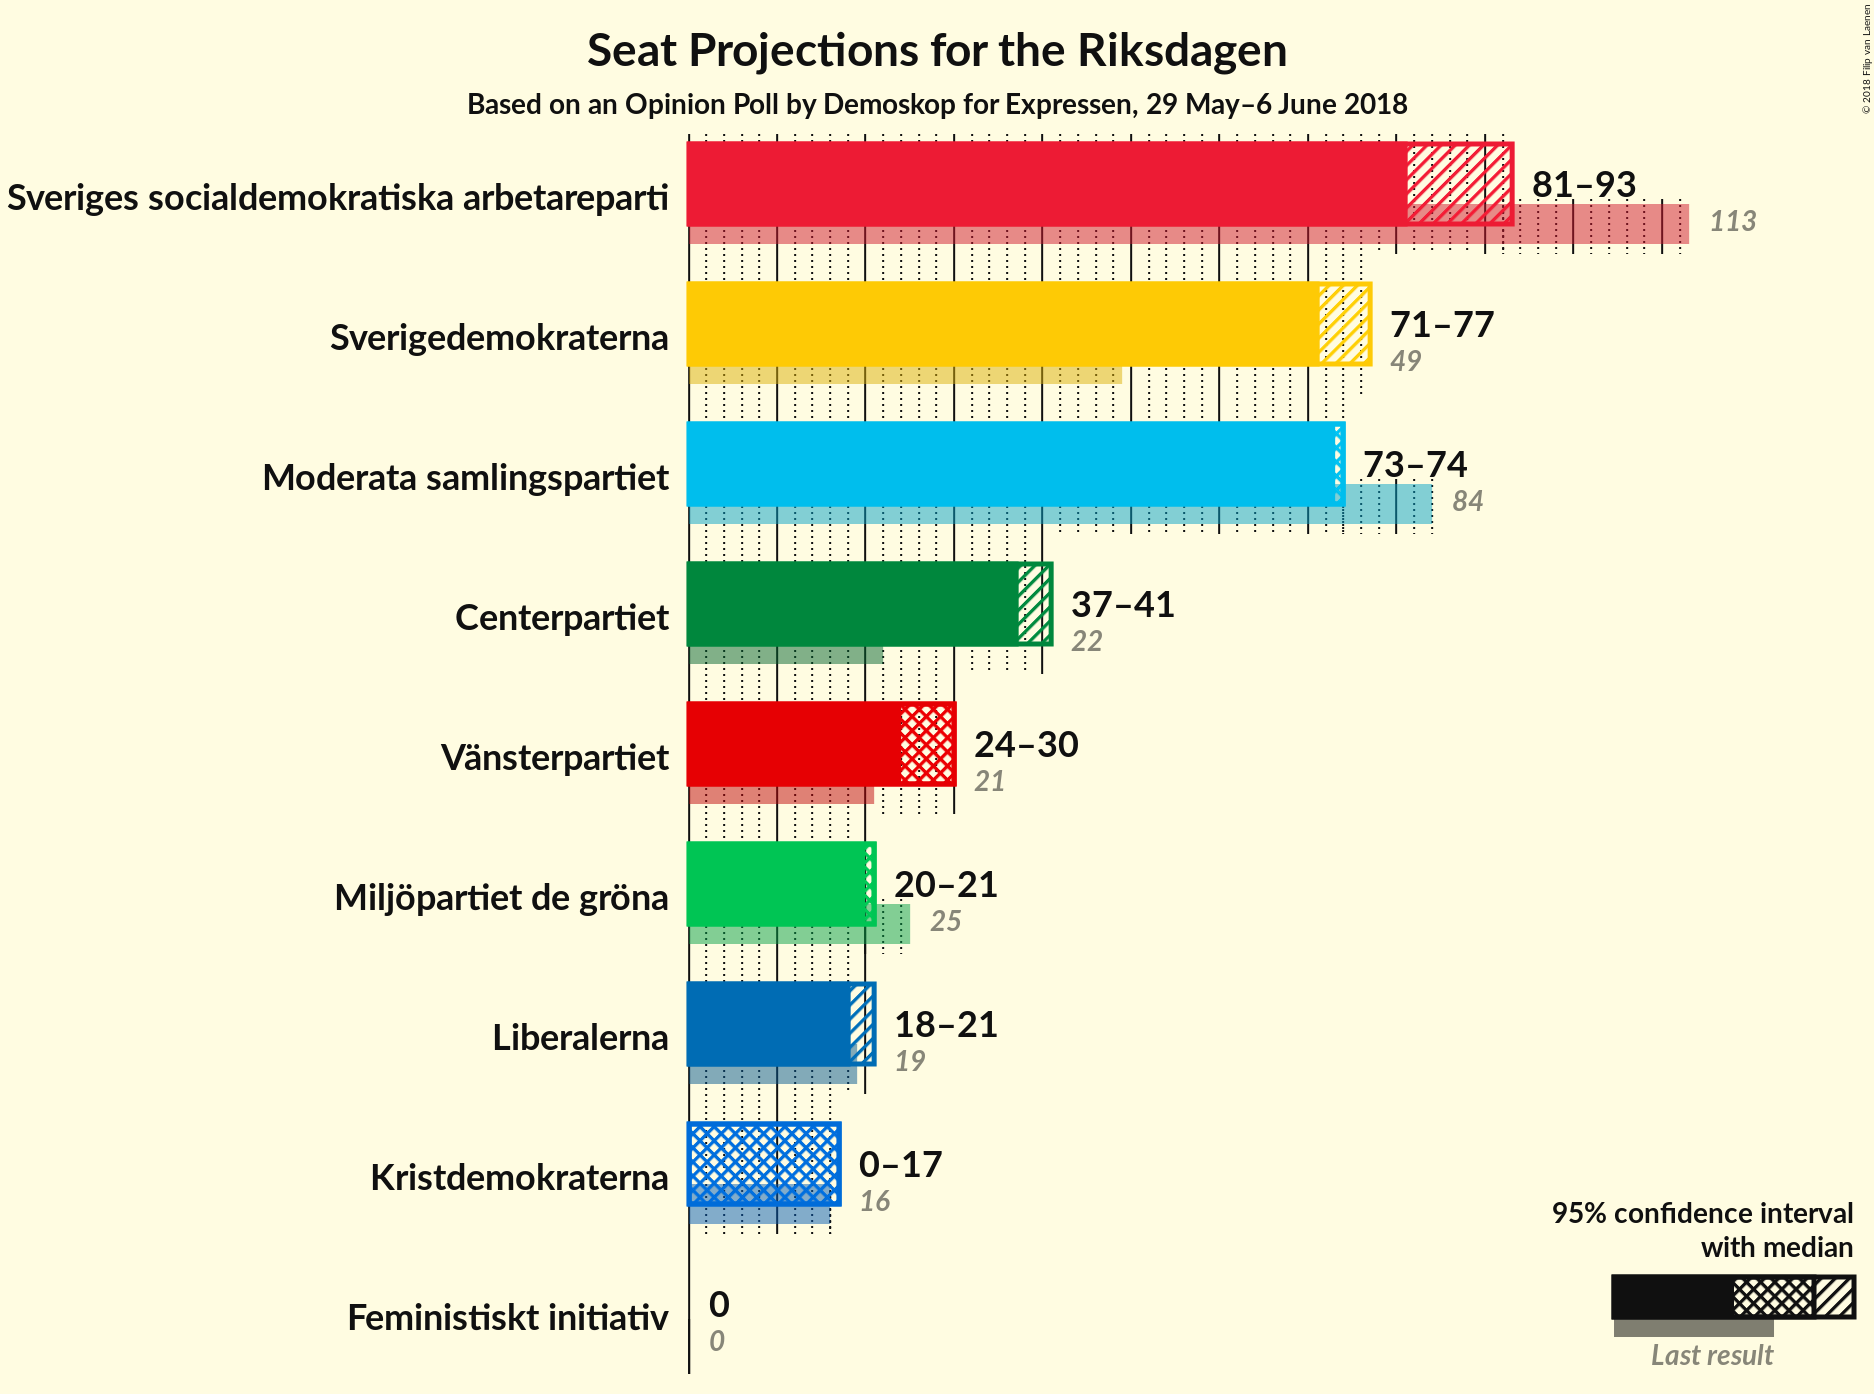 Seat Projections for the Riksdagen
Based on an Opinion Poll by Demoskop for Expressen, 29 May–6 June 2018
© 2018 Filip van Laenen
Sveriges socialdemokratiska arbetareparti
81–93
113
Sverigedemokraterna
71–77
49
Moderata samlingspartiet
73–74
84
Centerpartiet
37–41
22
Vänsterpartiet
24–30
21
Miljöpartiet de gröna
20–21
25
Liberalerna
18–21
19
Kristdemokraterna
0–17
16
Feministiskt initiativ
0
0
95% confidence interval
with median
Last result